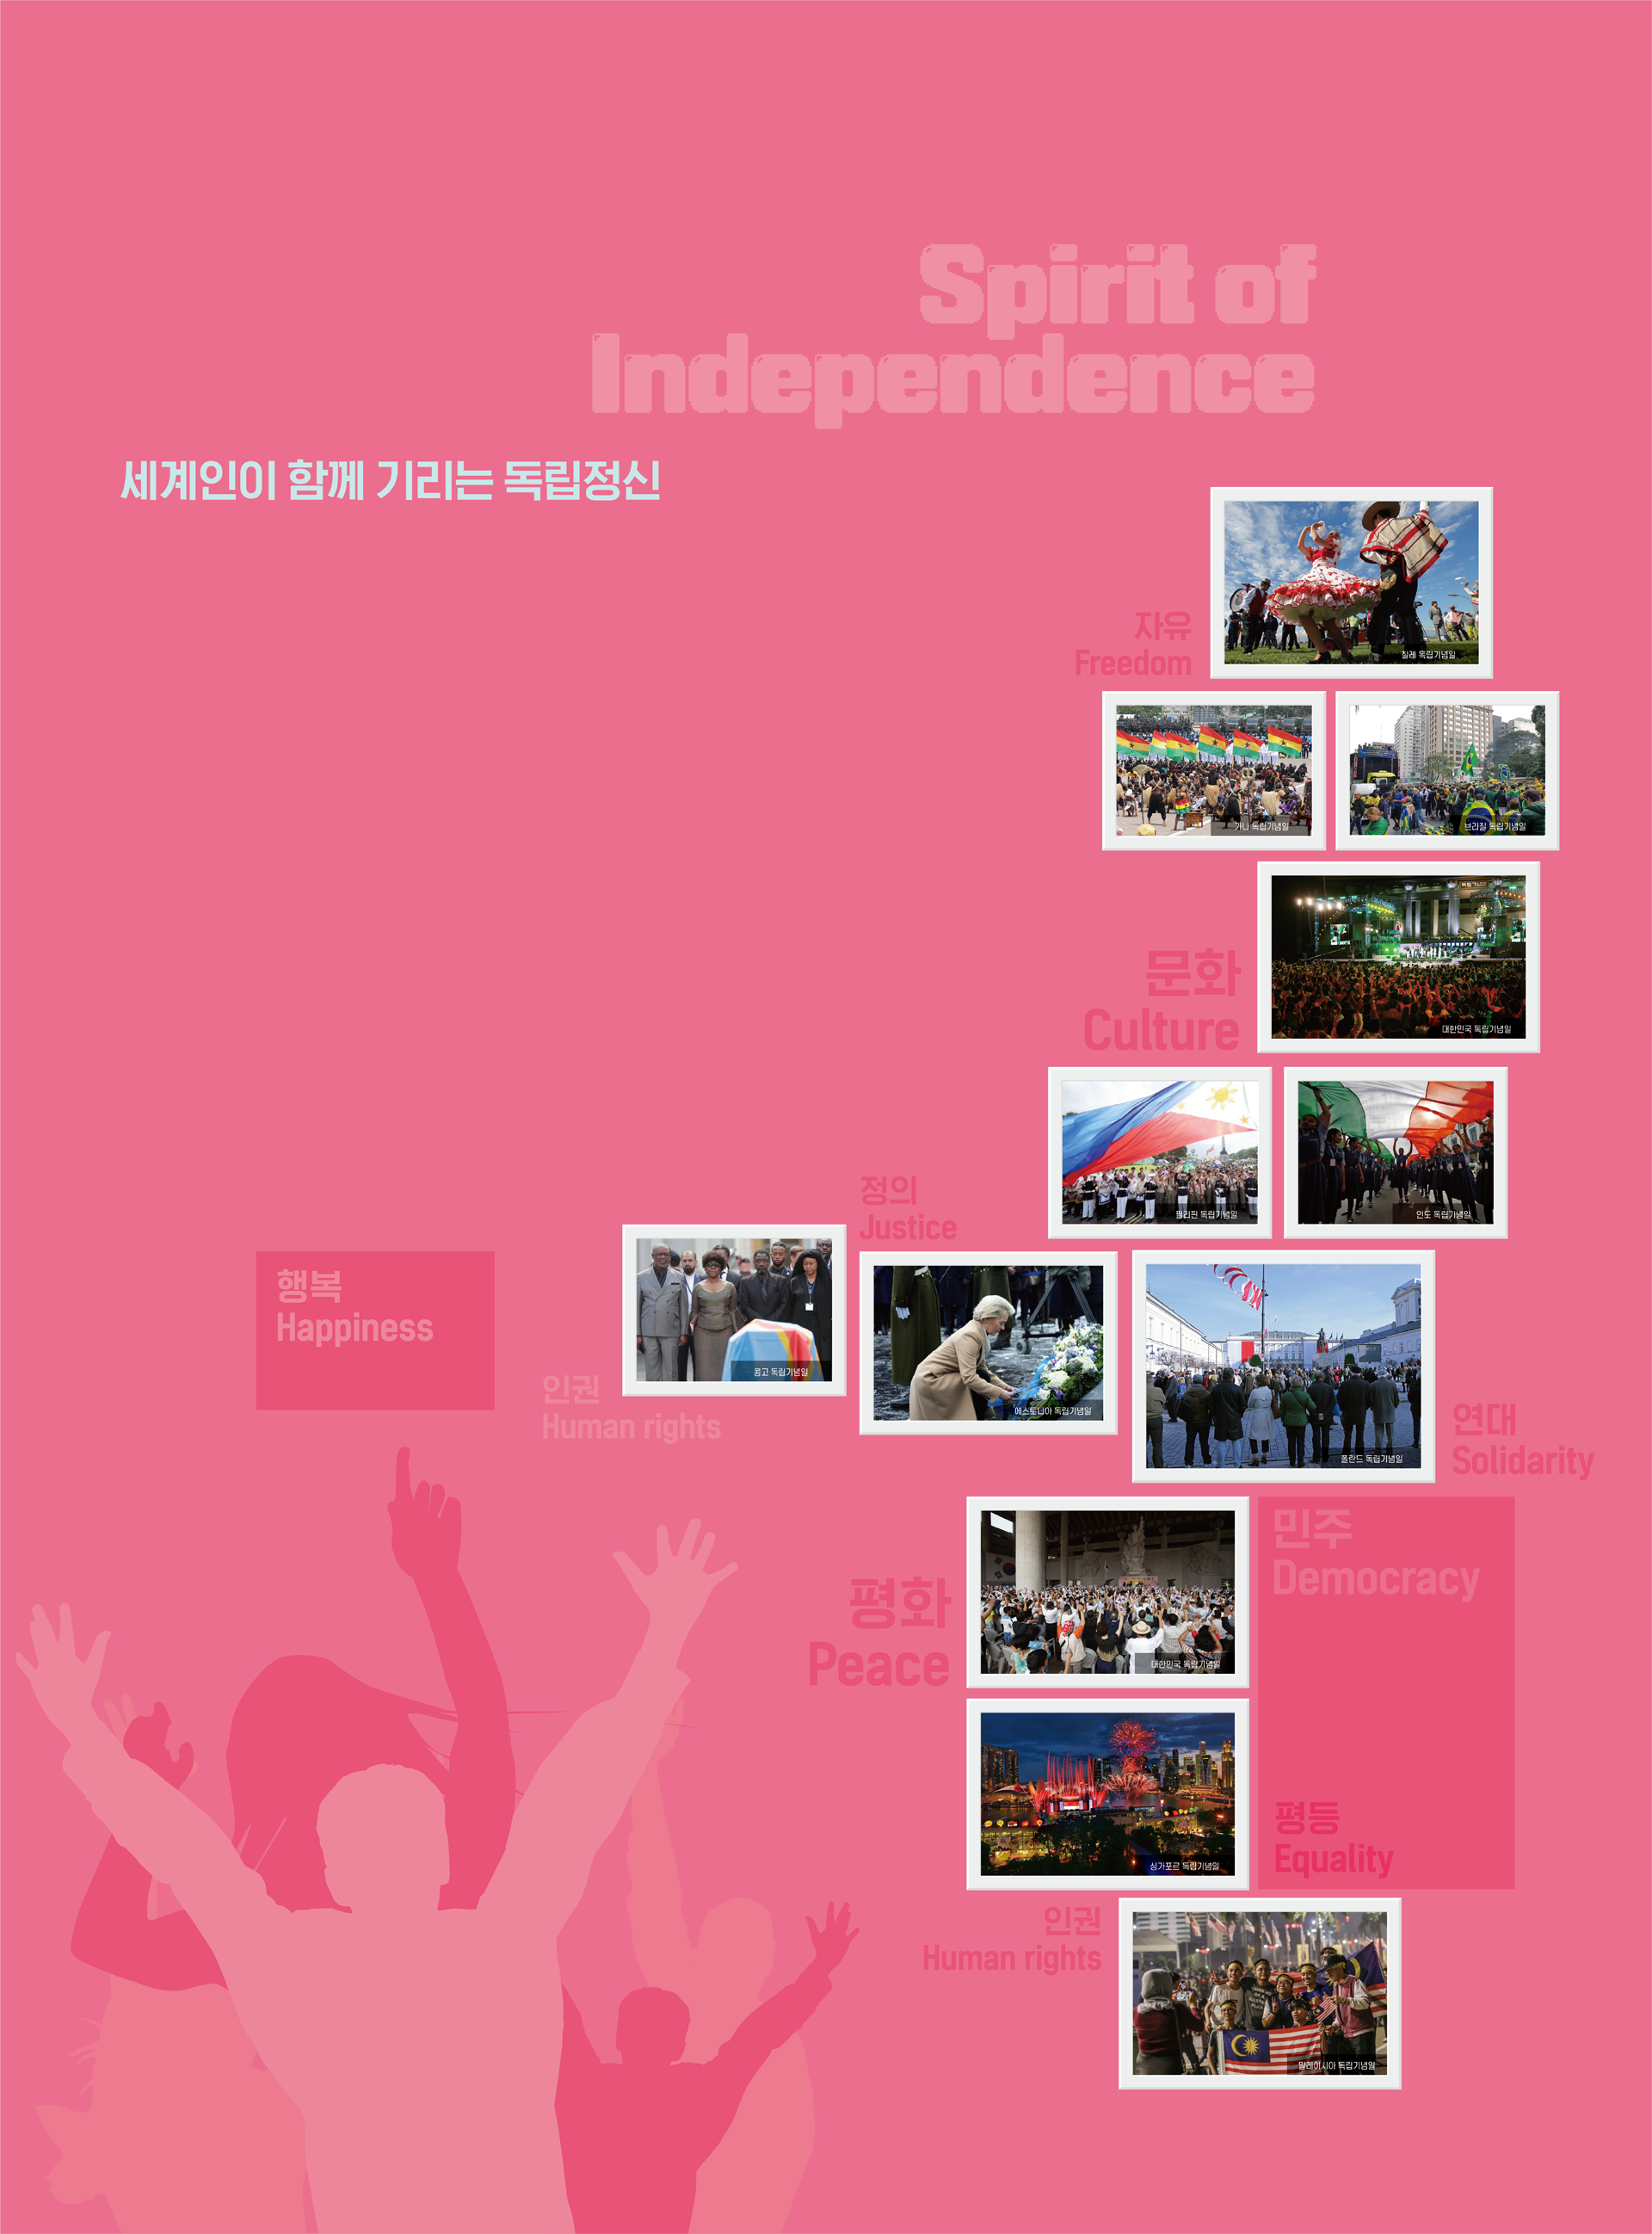 Spirit of
Independence
세계인이 함께 기리는 독립정신
칠레 독립기념일
자유
Freedom
가나 독립기념일
브라질 독립기념일
독립기념관
대한민국 독립기념일
문화
Culture
필리핀 독립기념일
인도 독립기념일
정의
Justice
행복
Happiness
콩고 독립기념일
에스토니아 독립기념일
폴란드 독립기념일
인권
Human rights
연대
Solidarity
민주
Democracy
평화
Peace
대한민국 독립기념일
싱가포르 독립기념일
평등
Equality
인권
Human rights
말레이시아 독립기념일